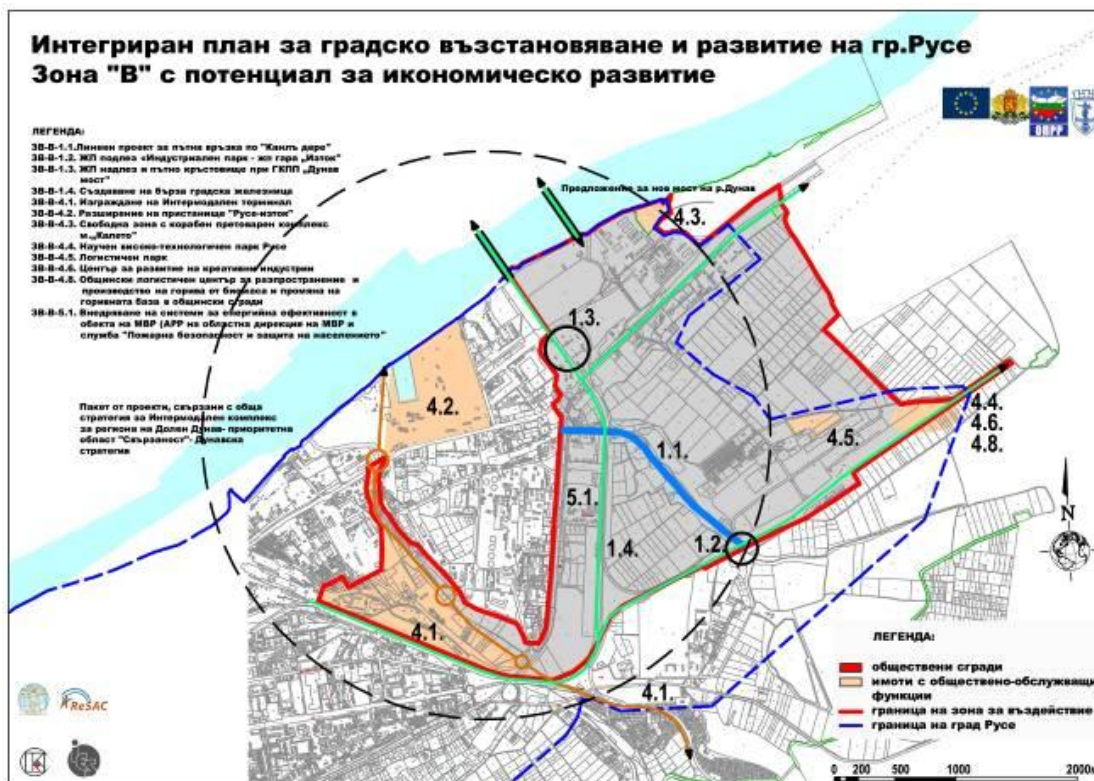 Интегриран план за градско възстановяване и развитие на гр.Русе
Зона "В" с потенциал за икономическо развитие
ЛЕГЕНДА:
ЗВ-В-1.1.Линеен проект за пътна връзка по "Канлъ дере"
ЗВ-В-1.2. ЖП подлез «Индустриален парк - жп гара „Изток"
ЗВ-В-1.3. ЖП надлез и пътно кръстовище при ГКПП „Дунав
мост"
ЗВ-В-1.4. Създаване на бърза градска железница
ЗВ-В-4.1. Изграждане на Интермодален терминал
ЗВ-В-4.2. Разширение на пристанище "Русе-изток"
ЗВ-В-4.3. Свободна зона с корабен претоварен комплекс
м.„Калето"
ЗВ-В-4.4. Научен високо-технологичен парк Русе
ЗВ-В-4.5. Логистичен парк
ЗВ-В-4.6. Център за развитие на креативни индустрии
ЗВ-В-4.8. Общински логистичен център за разпространение и
производство на горива от биомаса и промяна на
горивната база в общински сгради
ЗВ-В-5.1. Внедряване на системи за енергийна ефективност в
обекта на МВР (АРР на областна дирекция на МВР и
служба "Пожарна безопасност и защита на населението"
Пакет от проекти, свързани с обща
стратегия за Интермодален комплекс
за региона на Долен Дунав- приоритетна
област "Свързаност"- Дунавска
стратегия
Предложение за нов мост на р.Дунав
ОПРР
4.3.
1.3.
4.2.
4.4.
4.6.
4.8.
4.5.
1.1.
5.1.
1.4.
1.2.
4.1.
4.1.
N
ЛЕГЕНДА:
обществени сгради
имоти с обществено-обслужващи
функции
граница на зона за въздействие
граница на град Русе
0 200 500 1000 2000м
ReSAC